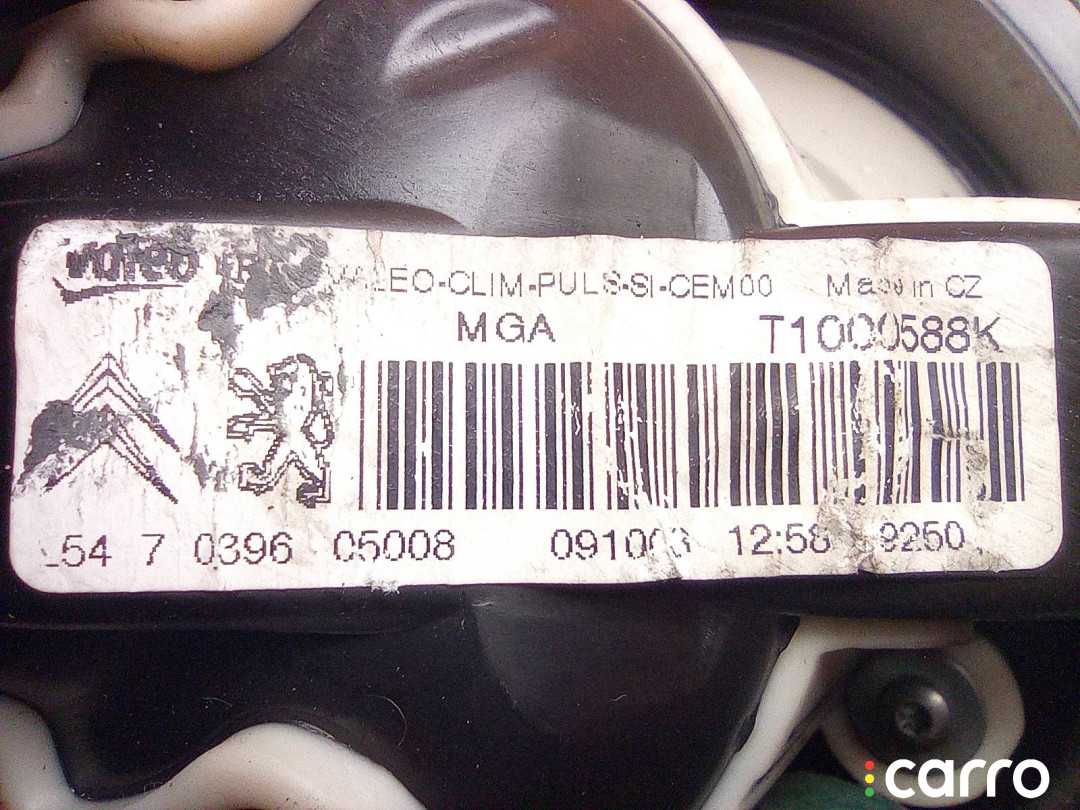 Valeo VALEO-CLIM-PULS-SI-CEM00 Made in CZ
MGA T1000588K
54 7 0396 05008 091003 12:58 9250
carro